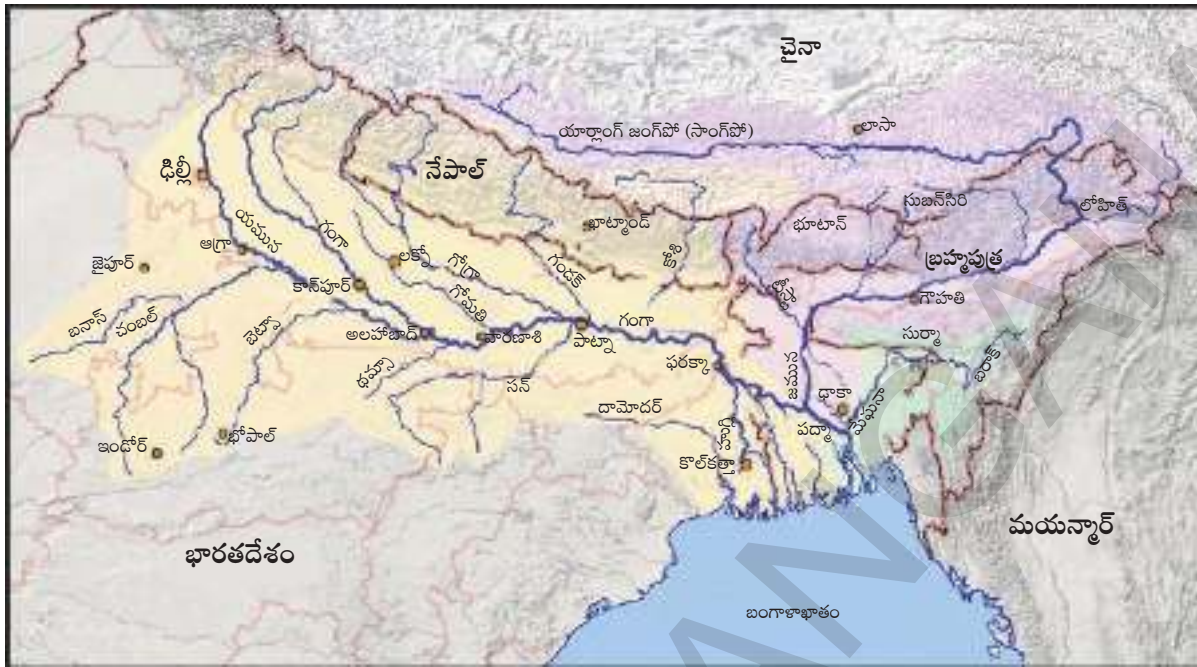 చైనా
యార్లాంగ్ జంగ్‌పో (సాంగ్‌పో)
లాసా
ఢిల్లీ
నేపాల్
ఖాట్మాండ్
భూటాన్
సుబన్‌సిరి
లోహిత్
యమున
గంగా
ఆగ్రా
జైపూర్
లక్నో
గోగ్రా
గండక్
కోసి
తీస్తా
బ్రహ్మపుత్ర
గౌహతి
కాన్‌పూర్
గోమతి
బనాస్
చంబల్
బెట్వా
అలహాబాద్
వారణాశి
పాట్నా
గంగా
సుర్మా
బరాక్
ఫరక్కా
జమున
ఢాకా
మేఘనా
సన్
దామోదర్
పద్మా
హుగ్లీ
ఇండోర్
భోపాల్
కొల్‌కత్తా
భారతదేశం
మయన్మార్
బంగాళాఖాతం